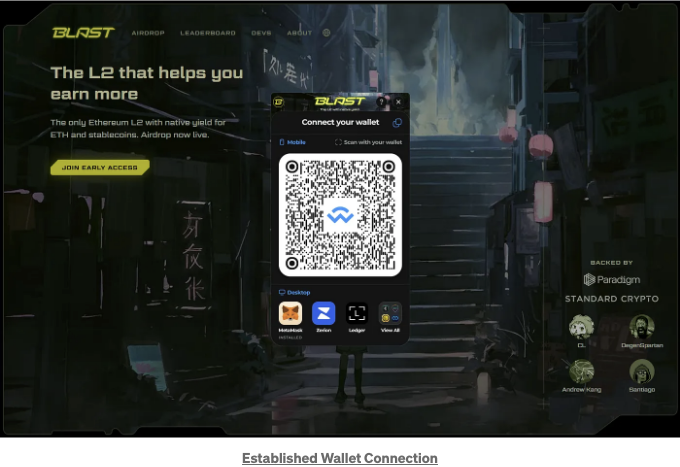 BLAST
AIRDROP LEADERBOARD DEVS ABOUT
The L2 that helps you
earn more
The only Ethereum L2 with native yield for
ETH and stablecoins. Airdrop now live.
JOIN EARLY ACCESS
BLAST
Connect your wallet
Mobile
Scan with your wallet
Desktop
MetaMask
INSTALLED
Zerion
Ledger
View All
BACKED BY
Paradigm
STANDARD CRYPTO
CL
DegenSpartan
Andrew Kang
Santiago
Established Wallet Connection